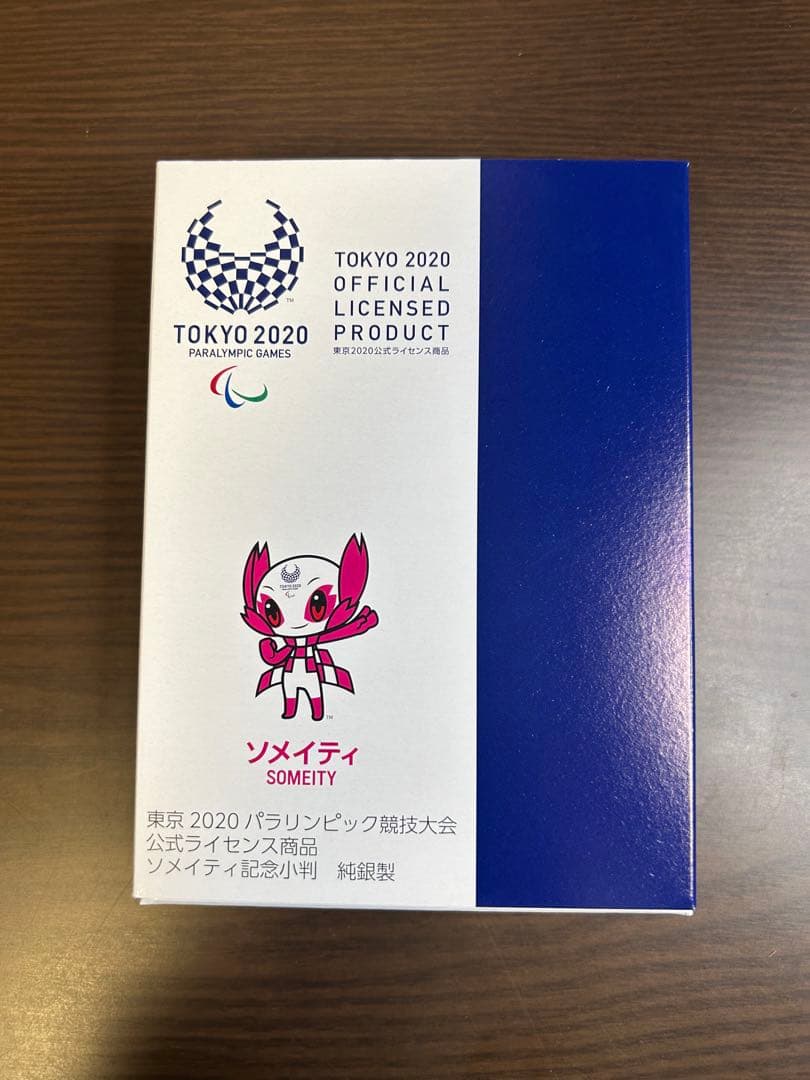 TOKYO 2020
PARALYMPIC GAMES
TOKYO 2020
OFFICIAL
LICENSED
PRODUCT
東京2020公式ライセンス商品
TOKYO 2020
ソメイティ
SOMEITY
東京 2020 パラリンピック競技大会
公式ライセンス商品
ソメイティ記念小判 純銀製